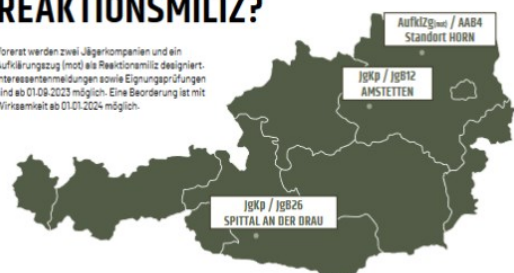 REAKTIONSMILIZ?
Vorerst werden zwei Jägerkompanien und ein
Aufklärungszug (mot) als Reaktionsmiliz designiert.
Interessentenmeldungen sowie Eignungsprüfungen
sind ab 01.09.2023 möglich. Eine Beorderung ist mit
Wirksamkeit ab 01.01.2024 möglich.
AufklZg(mot) / AAB4
Standort HORN
JgKp / JgB12
AMSTETTEN
JgKp / JgB26
SPITTAL AN DER DRAU